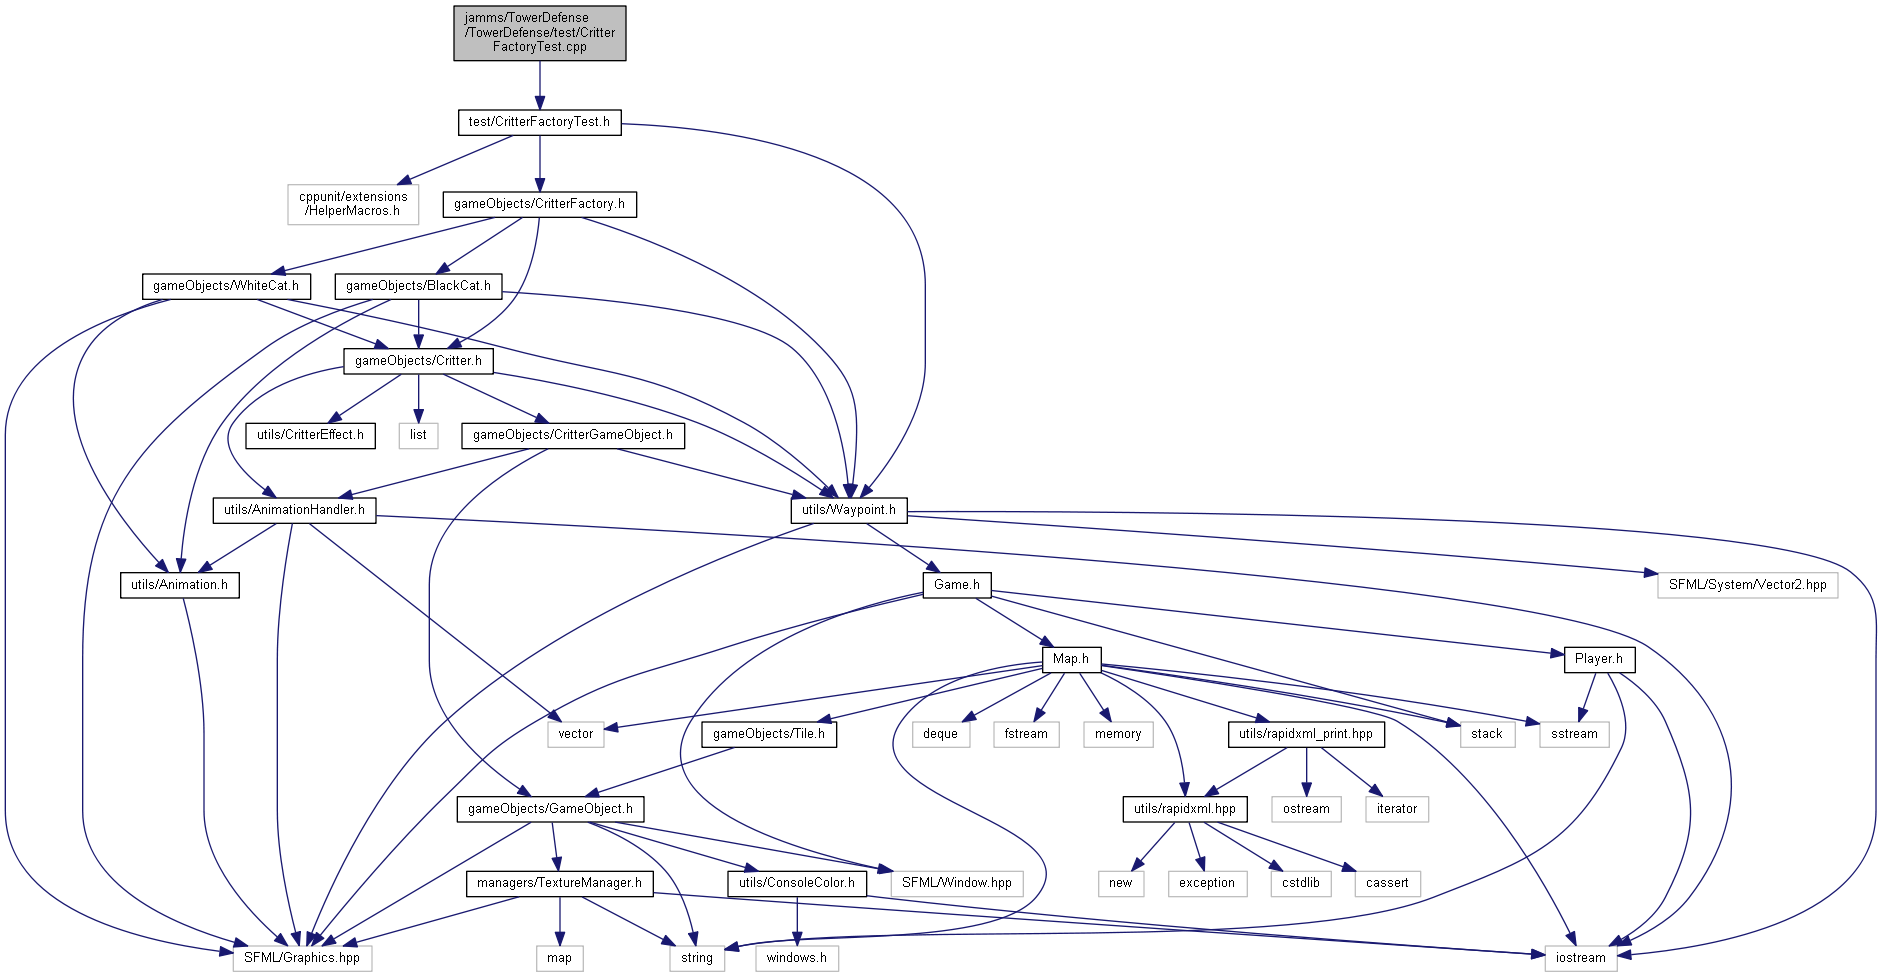 jamms/TowerDefense
/TowerDefense/test/Critter
FactoryTest.cpp
test/CritterFactoryTest.h
cppunit/extensions
/HelperMacros.h
gameObjects/CritterFactory.h
gameObjects/WhiteCat.h
gameObjects/BlackCat.h
gameObjects/Critter.h
utils/CritterEffect.h
list
gameObjects/CritterGameObject.h
utils/AnimationHandler.h
utils/Waypoint.h
utils/Animation.h
Game.h
SFML/System/Vector2.hpp
Map.h
Player.h
vector
gameObjects/Tile.h
deque
fstream
memory
utils/rapidxml_print.hpp
stack
sstream
gameObjects/GameObject.h
utils/rapidxml.hpp
ostream
iterator
managers/TextureManager.h
utils/ConsoleColor.h
SFML/Window.hpp
new
exception
cstdlib
cassert
SFML/Graphics.hpp
map
string
windows.h
iostream